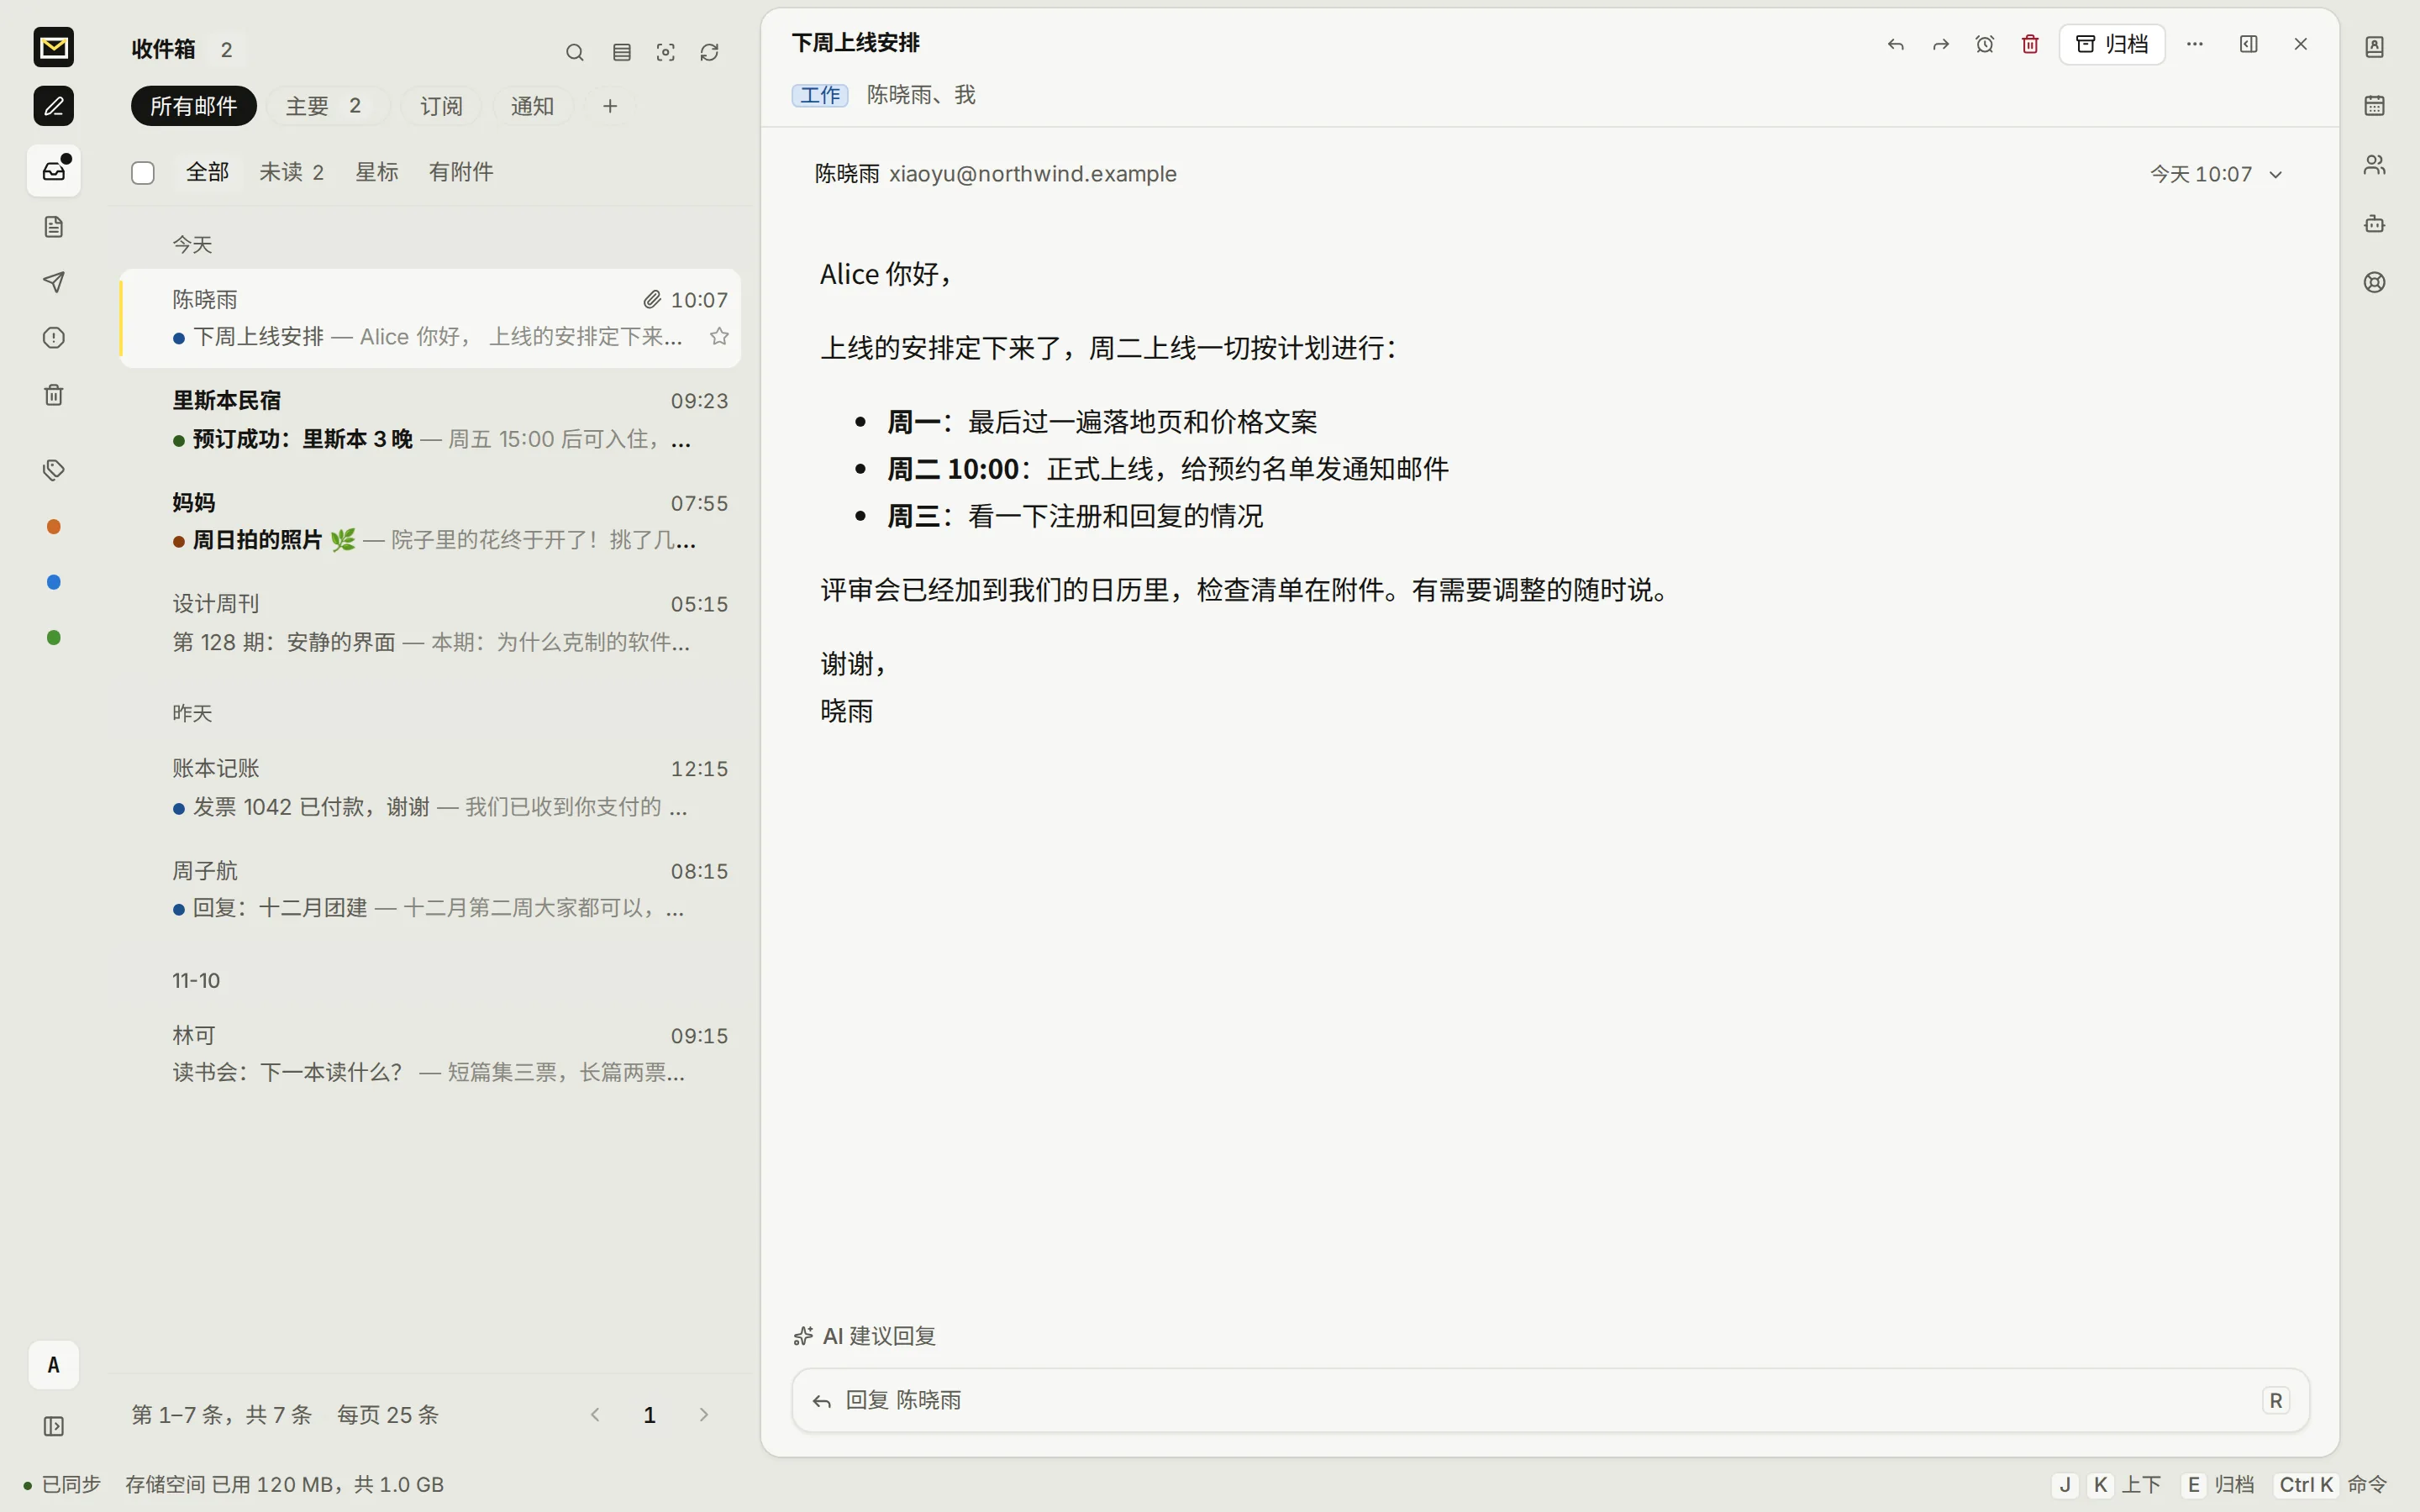 收件箱 2
所有邮件 主要 2 订阅 通知
全部 未读 2 星标 有附件
今天
陈晓雨 10:07
下周上线安排 — Alice 你好， 上线的安排定下来...
里斯本民宿 09:23
预订成功：里斯本 3 晚 — 周五 15:00 后可入住，...
妈妈 07:55
周日拍的照片 🌿 — 院子里的花终于开了！挑了几...
设计周刊 05:15
第 128 期：安静的界面 — 本期：为什么克制的软件...
昨天
账本记账 12:15
发票 1042 已付款，谢谢 — 我们已收到你支付的 ...
周子航 08:15
回复：十二月团建 — 十二月第二周大家都可以，...
11-10
林可 09:15
读书会：下一本读什么？ — 短篇集三票，长篇两票...
A
第 1–7 条，共 7 条 每页 25 条 1
下周上线安排 归档
工作 陈晓雨、我
陈晓雨 xiaoyu@northwind.example 今天 10:07
Alice 你好，
上线的安排定下来了，周二上线一切按计划进行：
周一：最后过一遍落地页和价格文案
周二 10:00：正式上线，给预约名单发通知邮件
周三：看一下注册和回复的情况
评审会已经加到我们的日历里，检查清单在附件。有需要调整的随时说。
谢谢，
晓雨
AI 建议回复
回复 陈晓雨 R
已同步 存储空间 已用 120 MB，共 1.0 GB J K 上下 E 归档 Ctrl K 命令